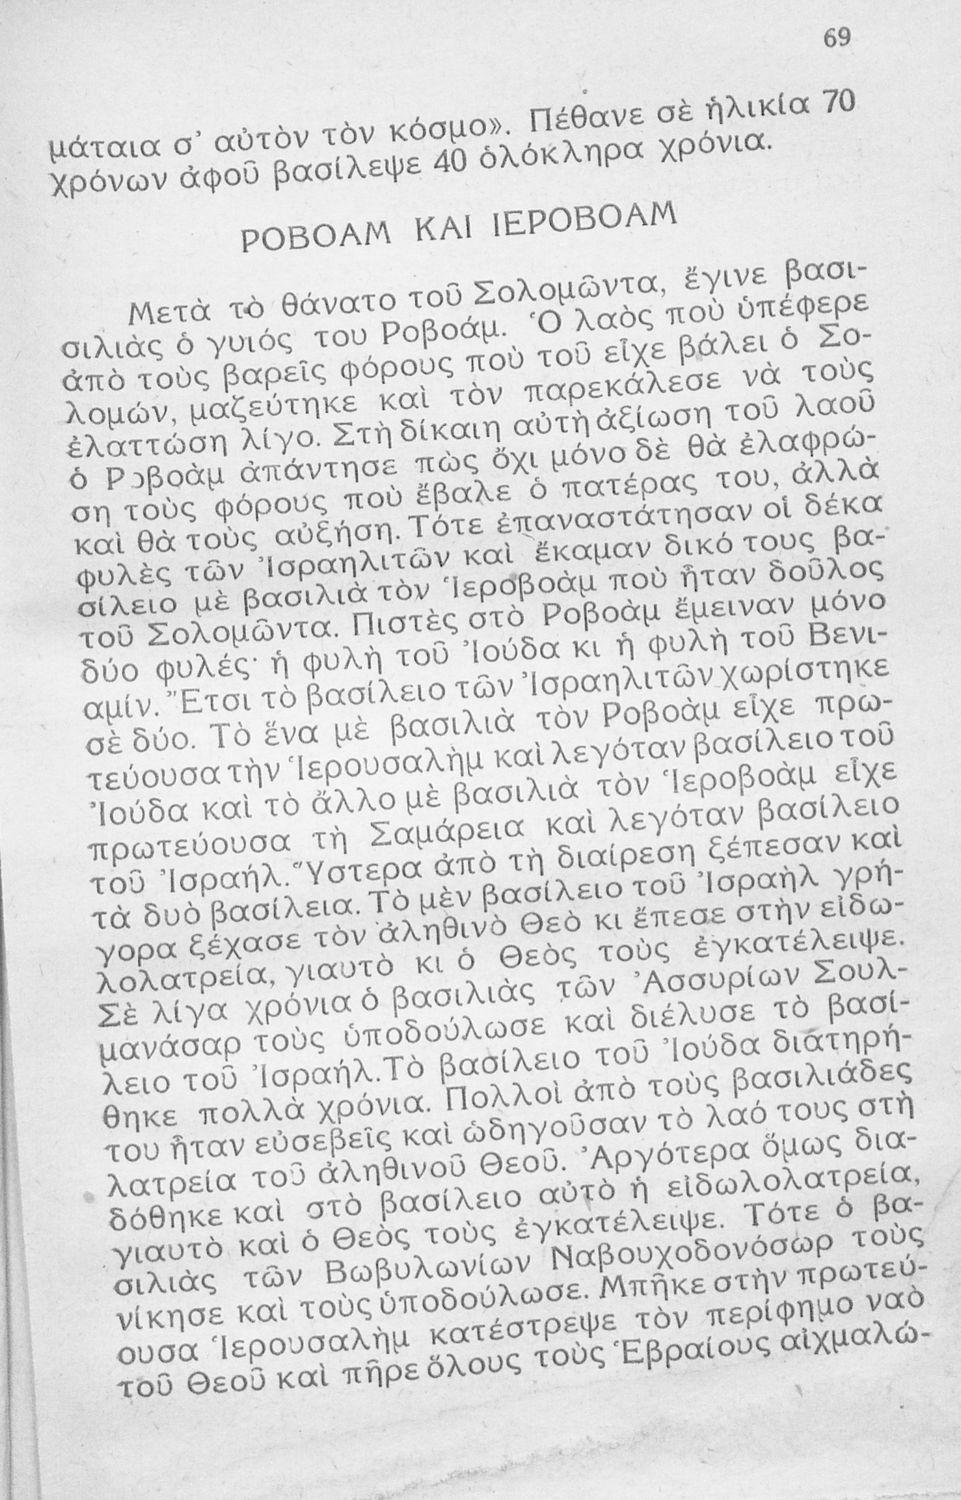 69
μάταια σ' αὐτὸν τὸν κόσμο». Πέθανε σὲ ἡλικία 70
χρόνων ἀφοῦ βασίλεψε 40 ὁλόκληρα χρόνια.
ΡΟΒΟΑΜ ΚΑΙ ΙΕΡΟΒΟΑΜ
Μετὰ τὸ θάνατο τοῦ Σολομῶντα, ἔγινε βασι-
σιλιὰς ὁ γυιός του Ροβοάμ. Ὁ λαὸς ποὺ ὑπέφερε
ἀπὸ τοὺς βαρεῖς φόρους ποὺ τοῦ εἶχε βάλει ὁ Σο-
λομών, μαζεύτηκε καὶ τὸν παρεκάλεσε νὰ τοὺς
ἐλαττώση λίγο. Στὴ δίκαιη αὐτὴ ἀξίωση τοῦ λαοῦ
ὁ Ροβοὰμ ἀπάντησε πὼς ὄχι μόνο δὲ θὰ ἐλαφρώ-
ση τοὺς φόρους ποὺ ἔβαλε ὁ πατέρας του, ἀλλὰ
καὶ θὰ τοὺς αὐξήση. Τότε ἐπαναστάτησαν οἱ δέκα
φυλὲς τῶν Ἰσραηλιτῶν καὶ ἔκαμαν δικό τους βα-
σίλειο μὲ βασιλιὰ τὸν Ἱεροβοὰμ ποὺ ἦταν δοῦλος
τοῦ Σολομῶντα. Πιστὲς στὸ Ροβοὰμ ἔμειναν μόνο
δύο φυλές· ἡ φυλὴ τοῦ Ἰούδα κι ἡ φυλὴ τοῦ Βενι-
αμίν. Ἔτσι τὸ βασίλειο τῶν Ἰσραηλιτῶν χωρίστηκε
σὲ δύο. Τὸ ἕνα μὲ βασιλιὰ τὸν Ροβοὰμ εἶχε πρω-
τεύουσα τὴν Ἱερουσαλὴμ καὶ λεγόταν βασίλειο τοῦ
Ἰούδα καὶ τὸ ἄλλο μὲ βασιλιὰ τὸν Ἱεροβοὰμ εἶχε
πρωτεύουσα τὴ Σαμάρεια καὶ λεγόταν βασίλειο
τοῦ Ἰσραήλ. Ὕστερα ἀπὸ τὴ διαίρεση ξέπεσαν καὶ
τὰ δυὸ βασίλεια. Τὸ μὲν βασίλειο τοῦ Ἰσραὴλ γρή-
γορα ξέχασε τὸν ἀληθινὸ Θεὸ κι ἔπεσε στὴν εἰδω-
λολατρεία, γιαυτὸ κι ὁ Θεὸς τοὺς ἐγκατέλειψε.
Σὲ λίγα χρόνια ὁ βασιλιὰς τῶν Ἀσσυρίων Σουλ-
μανάσαρ τοὺς ὑποδούλωσε καὶ διέλυσε τὸ βασί-
λειο τοῦ Ἰσραήλ. Τὸ βασίλειο τοῦ Ἰούδα διατηρή-
θηκε πολλὰ χρόνια. Πολλοὶ ἀπὸ τοὺς βασιλιάδες
του ἦταν εὐσεβεῖς καὶ ὡδηγοῦσαν τὸ λαό τους στὴ
λατρεία τοῦ ἀληθινοῦ Θεοῦ. Ἀργότερα ὅμως δια-
δόθηκε καὶ στὸ βασίλειο αὐτὸ ἡ εἰδωλολατρεία,
γιαυτὸ καὶ ὁ Θεὸς τοὺς ἐγκατέλειψε. Τότε ὁ βα-
σιλιὰς τῶν Βωβυλωνίων Ναβουχοδονόσωρ τοὺς
νίκησε καὶ τοὺς ὑποδούλωσε. Μπῆκε στὴν πρωτεύ-
ουσα Ἱερουσαλὴμ κατέστρεψε τὸν περίφημο ναὸ
τοῦ Θεοῦ καὶ πῆρε ὅλους τοὺς Ἑβραίους αἰχμαλώ-